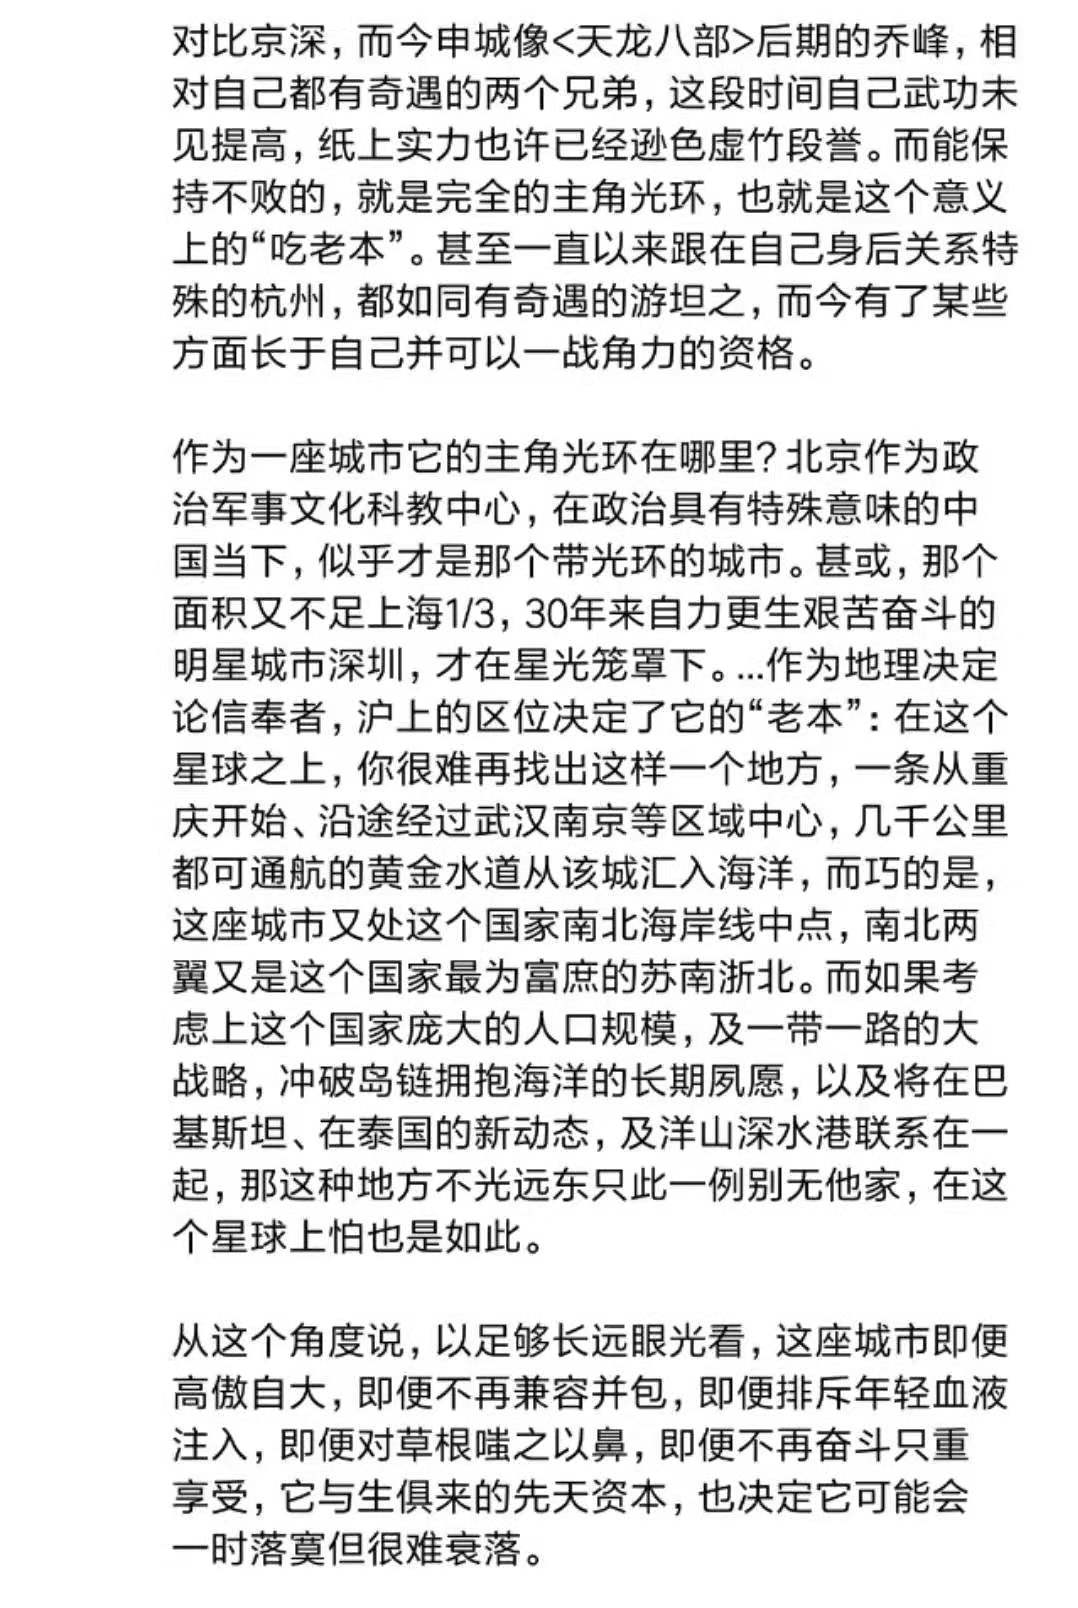 对比京深，而今申城像<天龙八部>后期的乔峰，相
对自己都有奇遇的两个兄弟，这段时间自己武功未
见提高，纸上实力也许已经逊色虚竹段誉。而能保
持不败的，就是完全的主角光环，也就是这个意义
上的“吃老本”。甚至一直以来跟在自己身后关系特
殊的杭州，都如同有奇遇的游坦之，而今有了某些
方面长于自己并可以一战角力的资格。
作为一座城市它的主角光环在哪里？北京作为政
治军事文化科教中心，在政治具有特殊意味的中
国当下，似乎才是那个带光环的城市。甚或，那个
面积又不足上海1/3，30年来自力更生艰苦奋斗的
明星城市深圳，才在星光笼罩下。...作为地理决定
论信奉者，沪上的区位决定了它的“老本”：在这个
星球之上，你很难再找出这样一个地方，一条从重
庆开始、沿途经过武汉南京等区域中心，几千公里
都可通航的黄金水道从该城汇入海洋，而巧的是，
这座城市又处这个国家南北海岸线中点，南北两
翼又是这个国家最为富庶的苏南浙北。而如果考
虑上这个国家庞大的人口规模，及一带一路的大
战略，冲破岛链拥抱海洋的长期夙愿，以及将在巴
基斯坦、在泰国的新动态，及洋山深水港联系在一
起，那这种地方不光远东只此一例别无他家，在这
个星球上怕也是如此。
从这个角度说，以足够长远眼光看，这座城市即便
高傲自大，即便不再兼容并包，即便排斥年轻血液
注入，即便对草根嗤之以鼻，即便不再奋斗只重
享受，它与生俱来的先天资本，也决定它可能会
一时落寞但很难衰落。